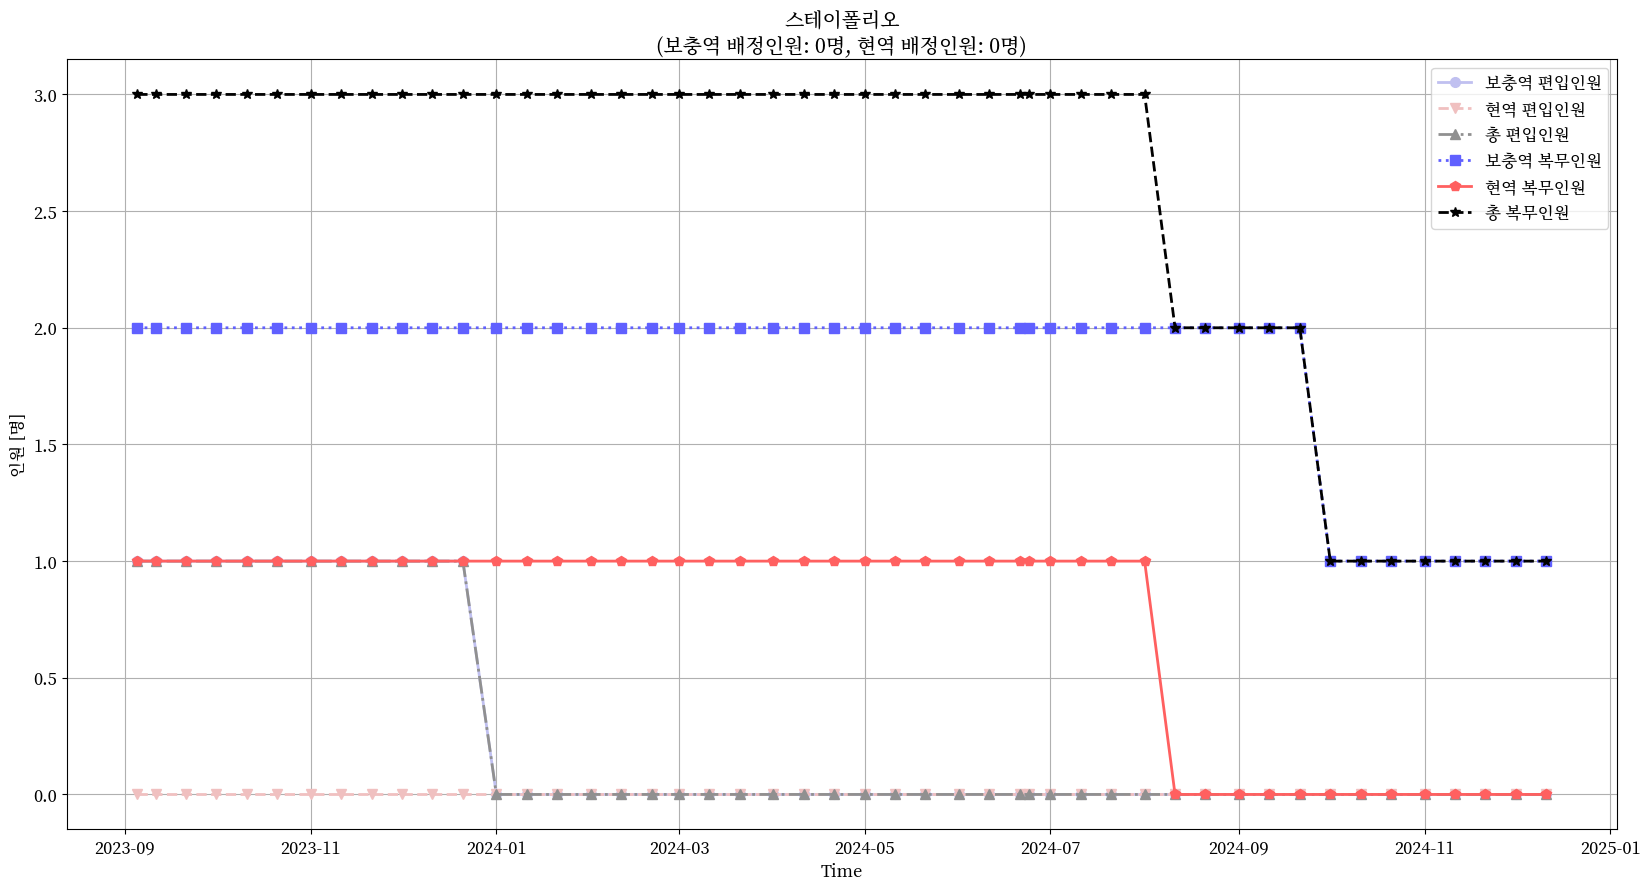 스테이폴리오
(보충역 배정인원: 0명, 현역 배정인원: 0명)
보충역 편입인원
현역 편입인원
총 편입인원
보충역 복무인원
현역 복무인원
총 복무인원
인원 [명]
3.0
2.5
2.0
1.5
1.0
0.5
0.0
2023-09
2023-11
2024-01
2024-03
2024-05
2024-07
2024-09
2024-11
2025-01
Time